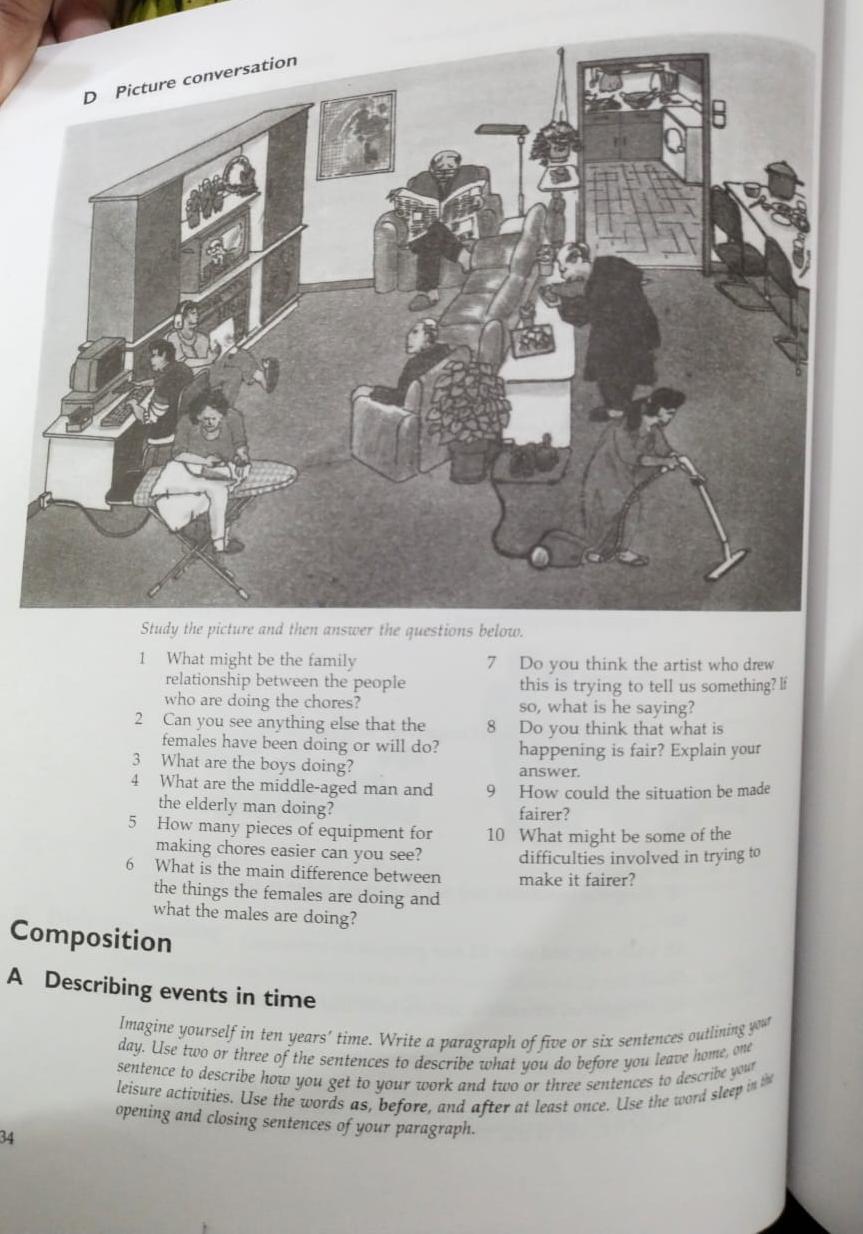 D Picture conversation
Study the picture and then answer the questions below.
1 What might be the family
relationship between the people
who are doing the chores?
2 Can you see anything else that the
females have been doing or will do?
3 What are the boys doing?
4 What are the middle-aged man and
the elderly man doing?
5 How many pieces of equipment for
making chores easier can you see?
6 What is the main difference between
the things the females are doing and
what the males are doing?
7 Do you think the artist who drew
this is trying to tell us something? If
so, what is he saying?
8 Do you think that what is
happening is fair? Explain your
answer.
9 How could the situation be made
fairer?
10 What might be some of the
difficulties involved in trying to
make it fairer?
Composition
A Describing events in time
Imagine yourself in ten years' time. Write a paragraph of five or six sentences outlining your
day. Use two or three of the sentences to describe what you do before you leave home, one
sentence to describe how you get to your work and two or three sentences to describe your
leisure activities. Use the words as, before, and after at least once. Use the word sleep in the
opening and closing sentences of your paragraph.
34